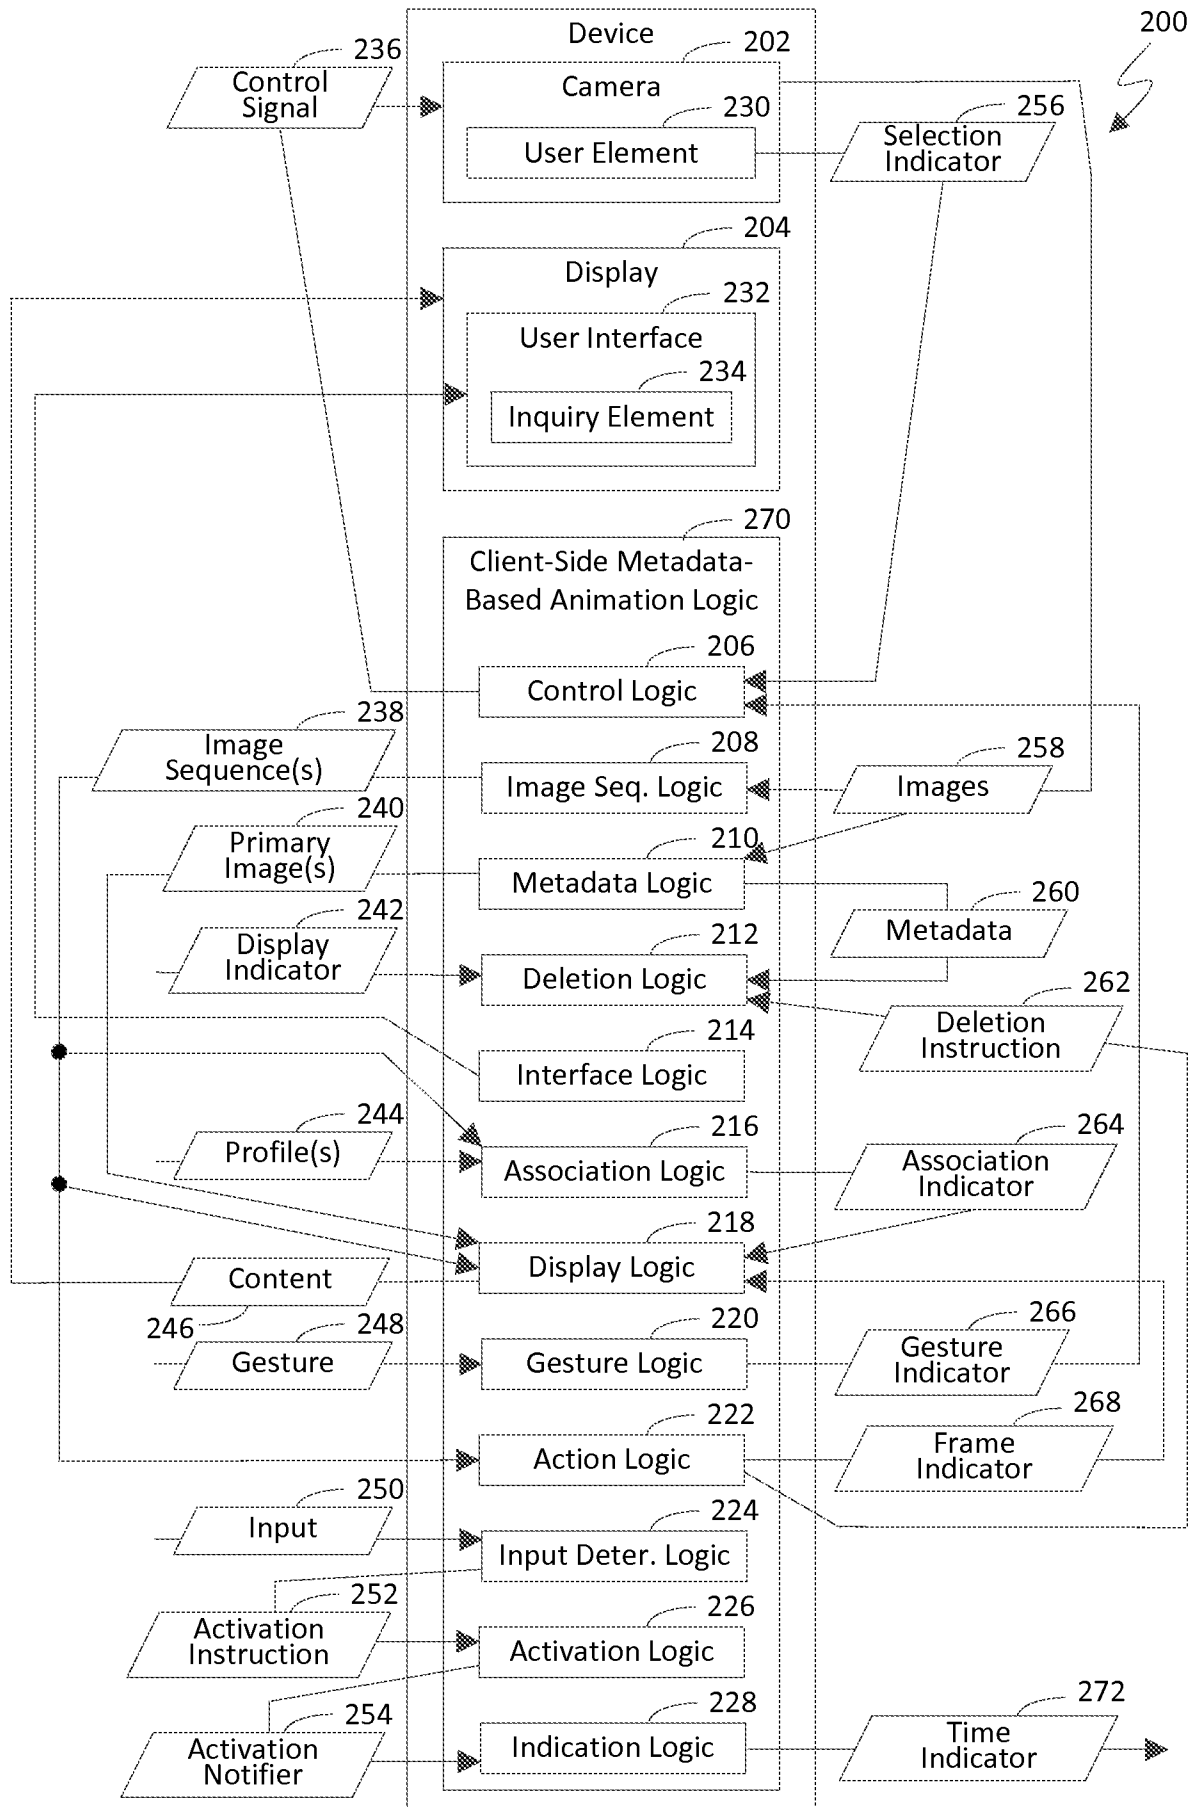 200
Device
236
Control
Signal
202
Camera
230
User Element
256
Selection
Indicator
204
Display
232
User Interface
234
Inquiry Element
270
Client-Side Metadata-
Based Animation Logic
206
Control Logic
238
Image
Sequence(s)
208
Image Seq. Logic
258
Images
240
Primary
Image(s)
210
Metadata Logic
260
Metadata
242
Display
Indicator
212
Deletion Logic
262
Deletion
Instruction
214
Interface Logic
244
Profile(s)
216
Association Logic
264
Association
Indicator
218
Display Logic
Content
246
248
Gesture
220
Gesture Logic
266
Gesture
Indicator
222
Action Logic
268
Frame
Indicator
250
Input
224
Input Deter. Logic
252
Activation
Instruction
226
Activation Logic
254
Activation
Notifier
228
Indication Logic
272
Time
Indicator